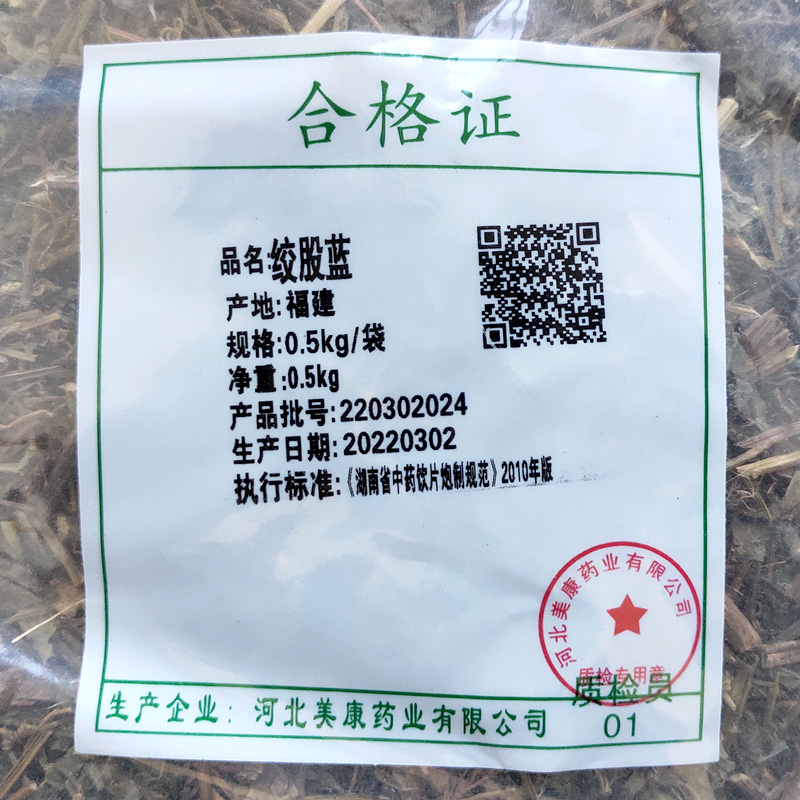 合格证
品名:绞股蓝
产地:福建
规格:0.5kg/袋
净重:0.5kg
产品批号:220302024
生产日期:20220302
执行标准:《湖南省中药饮片炮制规范》2010年版
河北美康药业有限公司
质检专用章
质检员
01
生产企业：河北美康药业有限公司